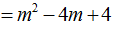 = m² − 4m + 4